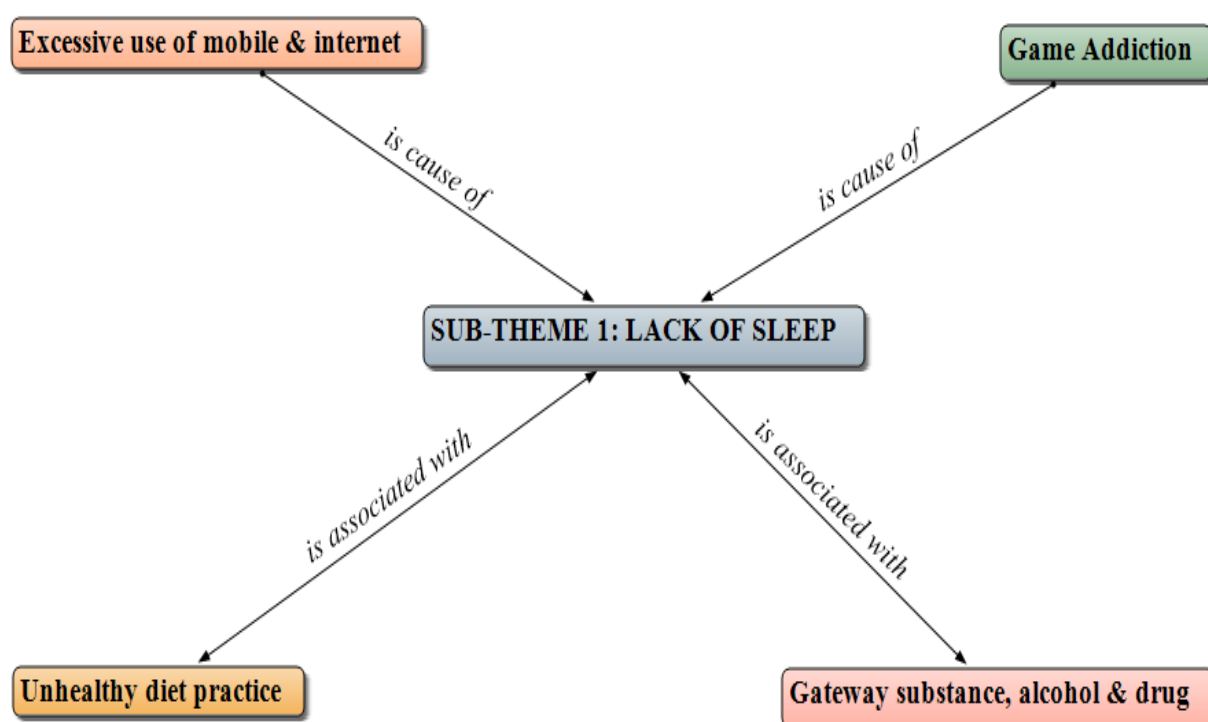 Excessive use of mobile & internet
Game Addiction
is cause of
is cause of
SUB-THEME 1: LACK OF SLEEP
is associated with
is associated with
Unhealthy diet practice
Gateway substance, alcohol & drug